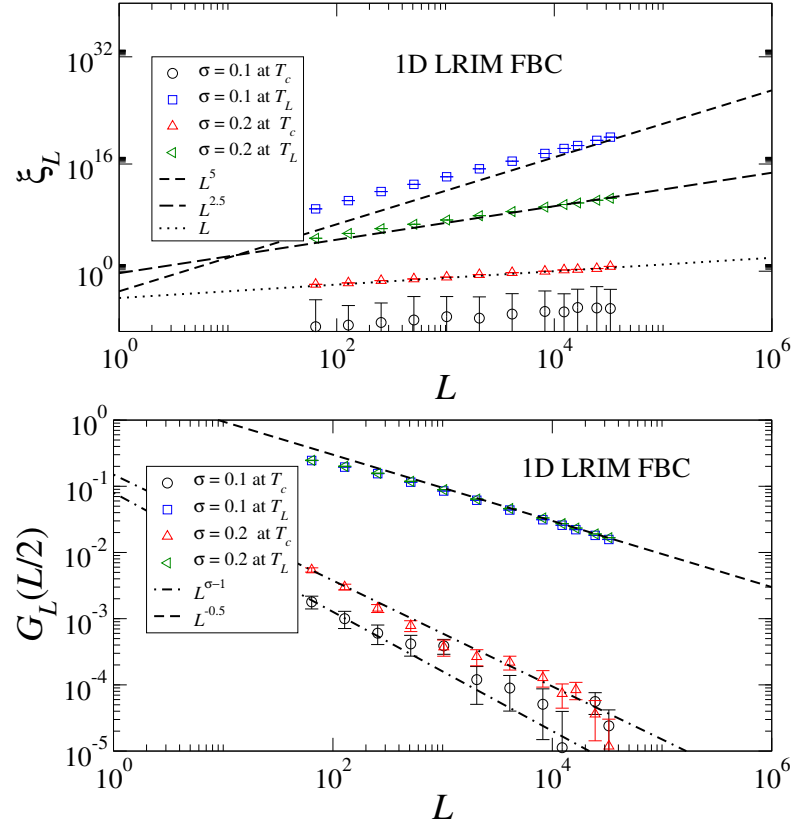 10^32
1D LRIM FBC
σ = 0.1 at T_c
σ = 0.1 at T_L
σ = 0.2 at T_c
σ = 0.2 at T_L
L^5
L^2.5
L
10^16
10^0
ξ_L
10^0
10^2
10^4
10^6
L
10^0
1D LRIM FBC
σ = 0.1 at T_c
σ = 0.1 at T_L
σ = 0.2 at T_c
σ = 0.2 at T_L
L^σ−1
L^-0.5
10^-1
10^-2
10^-3
10^-4
10^-5
G_L(L/2)
10^0
10^2
10^4
10^6
L